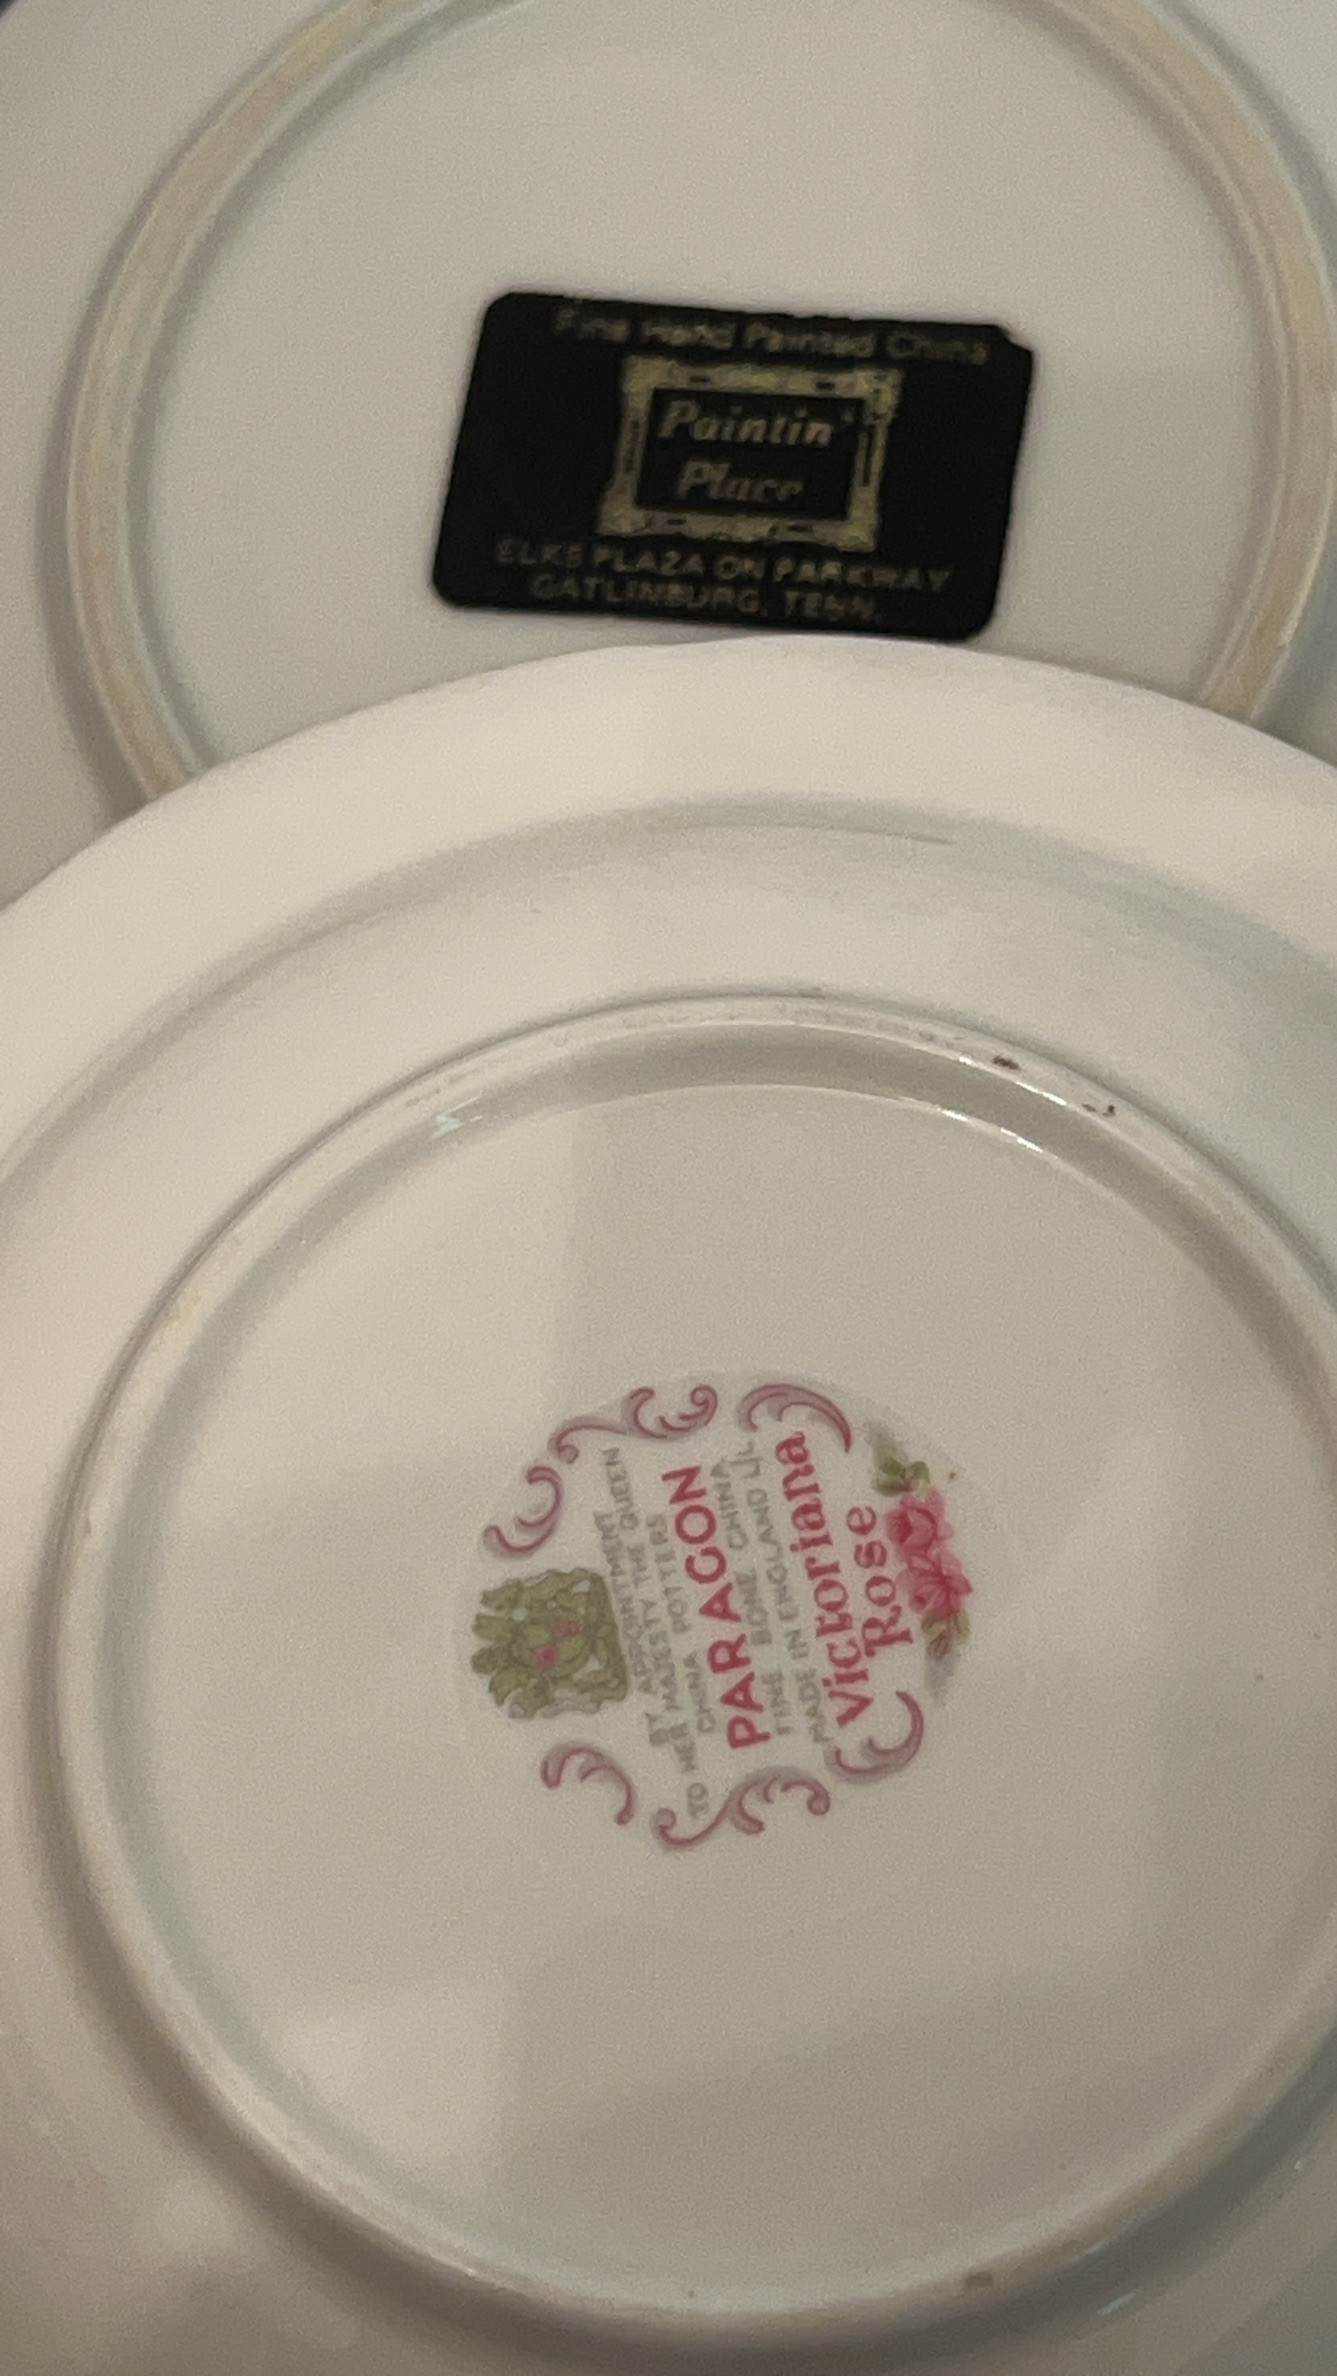 Fine Hand Painted China
Paintin'
Place
ELKS PLAZA ON PARKWAY
GATLINBURG, TENN.
BY APPOINTMENT
TO HER MAJESTY THE QUEEN
CHINA POTTERS
PARAGON
FINE BONE CHINA
MADE IN ENGLAND
Victoriana
Rose